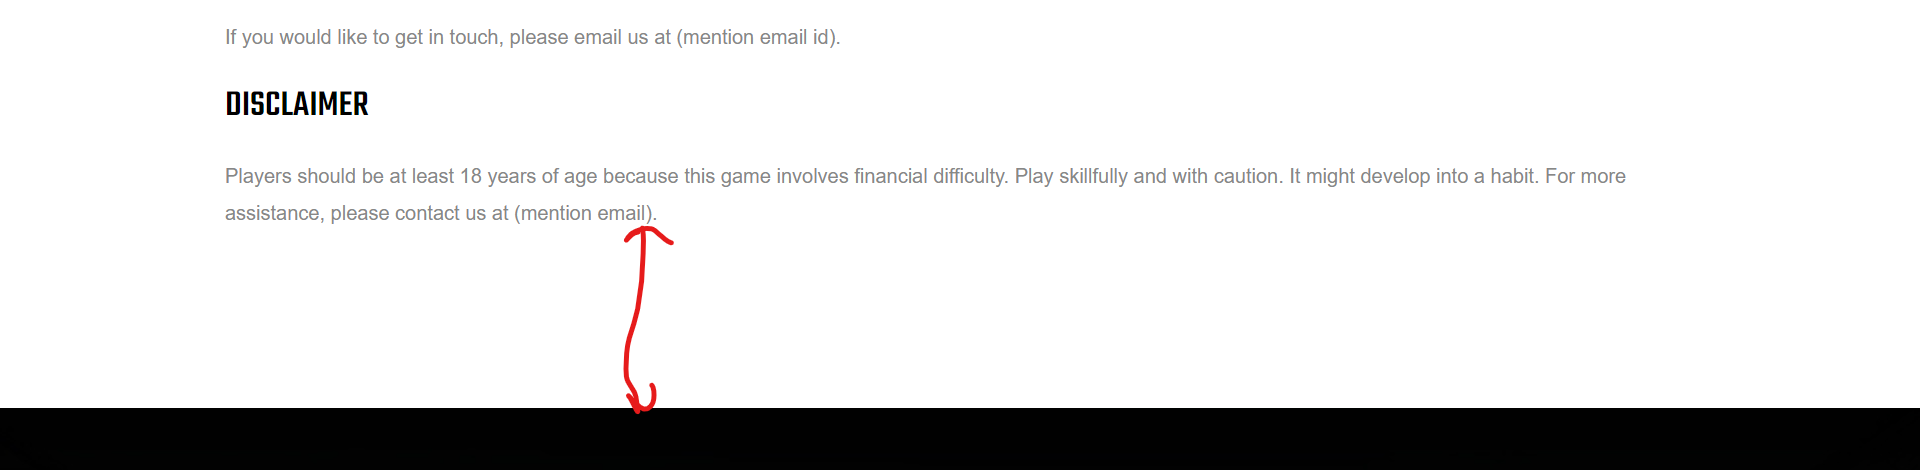 If you would like to get in touch, please email us at (mention email id).
DISCLAIMER
Players should be at least 18 years of age because this game involves financial difficulty. Play skillfully and with caution. It might develop into a habit. For more
assistance, please contact us at (mention email).